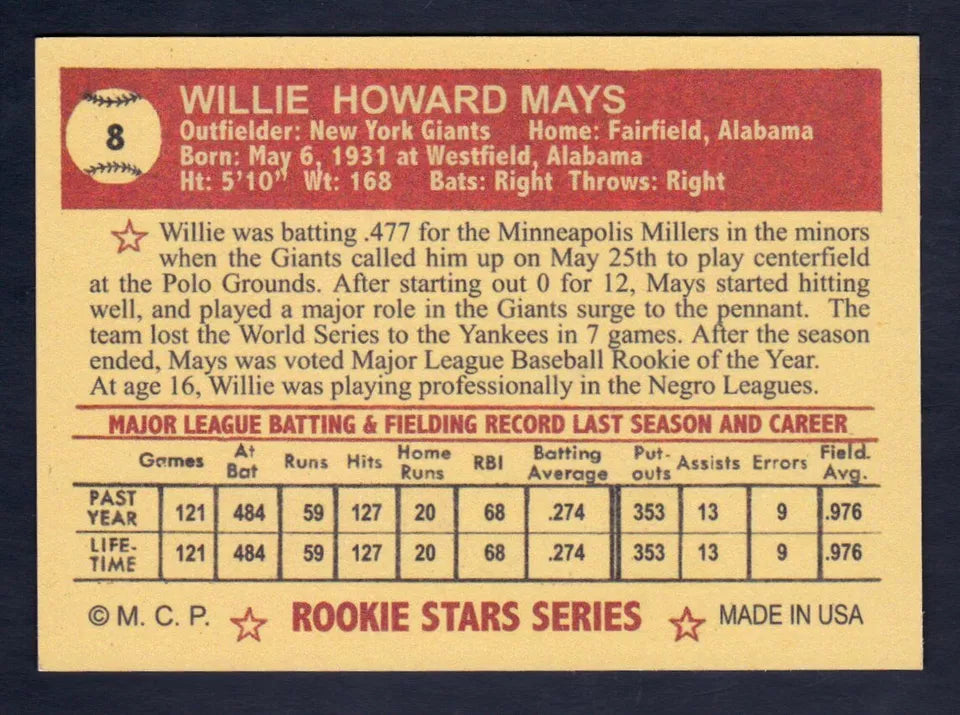 8
WILLIE HOWARD MAYS
Outfielder: New York Giants Home: Fairfield, Alabama
Born: May 6, 1931 at Westfield, Alabama
Ht: 5'10" Wt: 168 Bats: Right Throws: Right
Willie was batting .477 for the Minneapolis Millers in the minors
when the Giants called him up on May 25th to play centerfield
at the Polo Grounds. After starting out 0 for 12, Mays started hitting
well, and played a major role in the Giants surge to the pennant. The
team lost the World Series to the Yankees in 7 games. After the season
ended, Mays was voted Major League Baseball Rookie of the Year.
At age 16, Willie was playing professionally in the Negro Leagues.
MAJOR LEAGUE BATTING & FIELDING RECORD LAST SEASON AND CAREER
Games At Bat Runs Hits Home Runs RBI Batting Average Put-outs Assists Errors Field. Avg.
PAST YEAR 121 484 59 127 20 68 .274 353 13 9 .976
LIFE-TIME 121 484 59 127 20 68 .274 353 13 9 .976
© M. C. P. ROOKIE STARS SERIES MADE IN USA